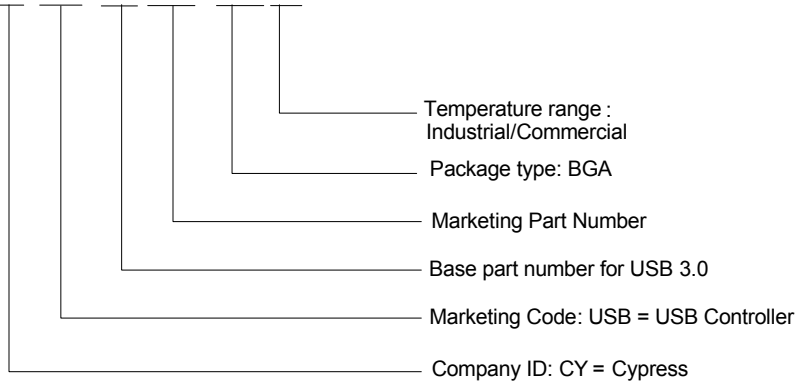 Temperature range :
Industrial/Commercial
Package type: BGA
Marketing Part Number
Base part number for USB 3.0
Marketing Code: USB = USB Controller
Company ID: CY = Cypress